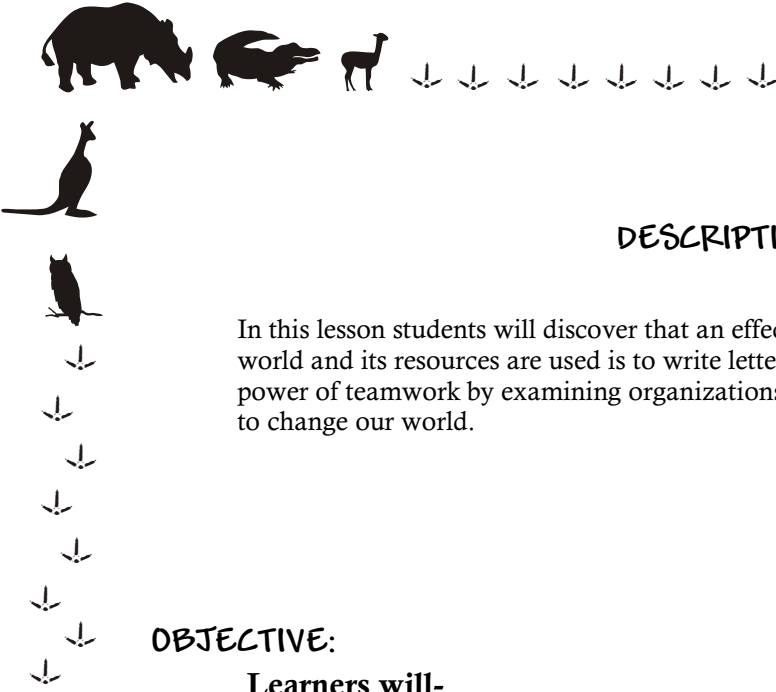 DESCRIPTI
In this lesson students will discover that an effec
world and its resources are used is to write lette
power of teamwork by examining organizations
to change our world.
OBJECTIVE:
Learners will-